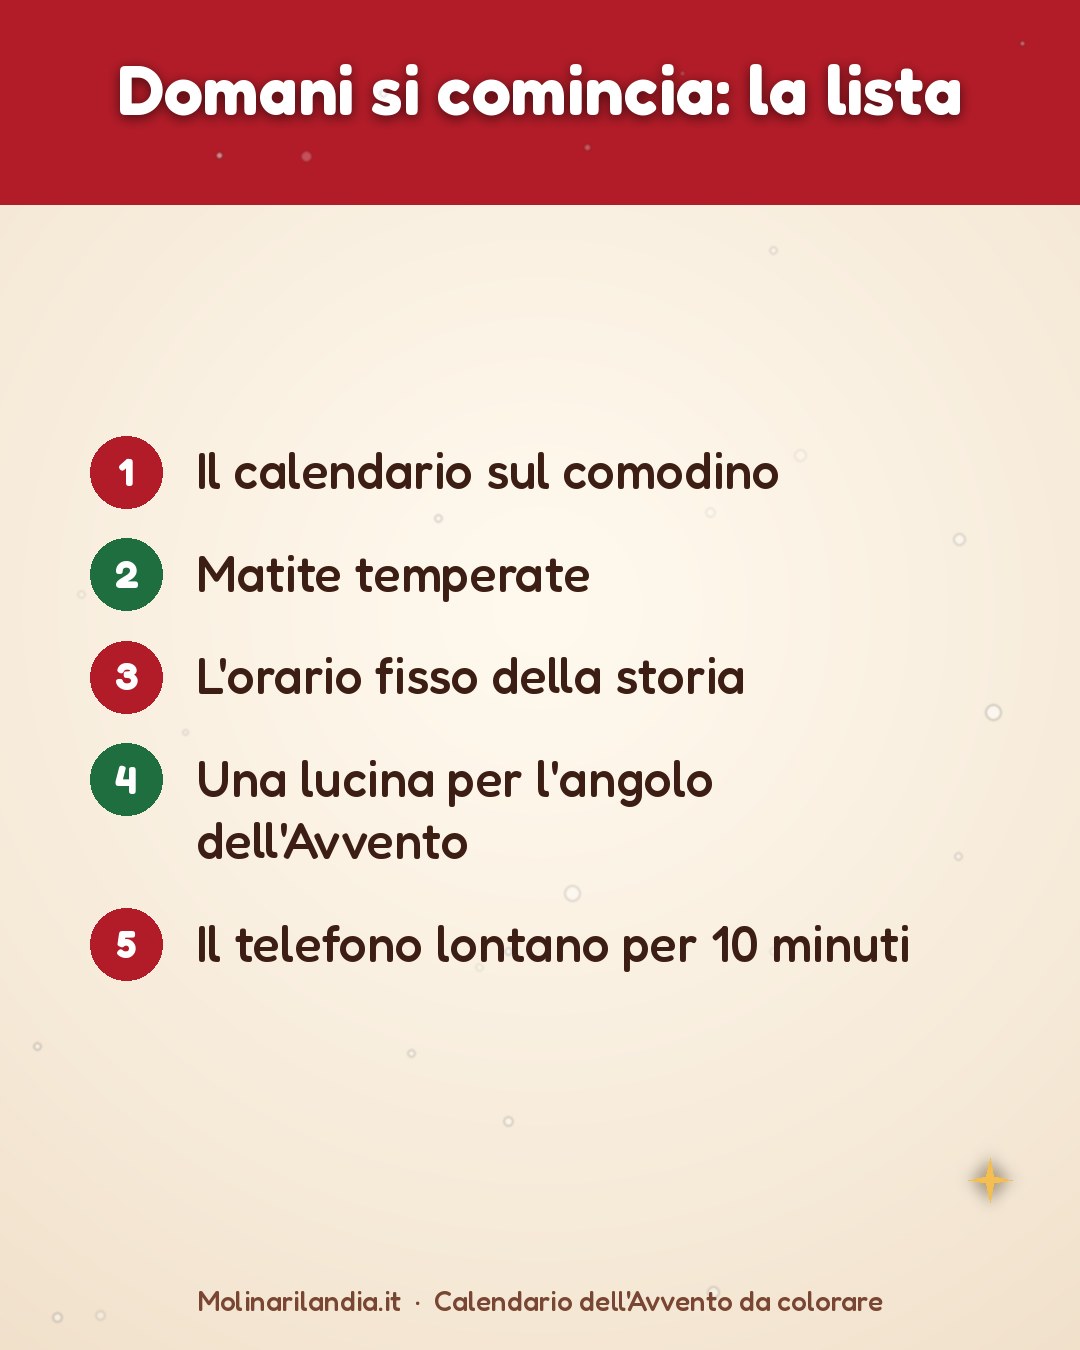 Domani si comincia: la lista
1 Il calendario sul comodino
2 Matite temperate
3 L'orario fisso della storia
4 Una lucina per l'angolo
dell'Avvento
5 Il telefono lontano per 10 minuti
Molinarilandia.it · Calendario dell'Avvento da colorare